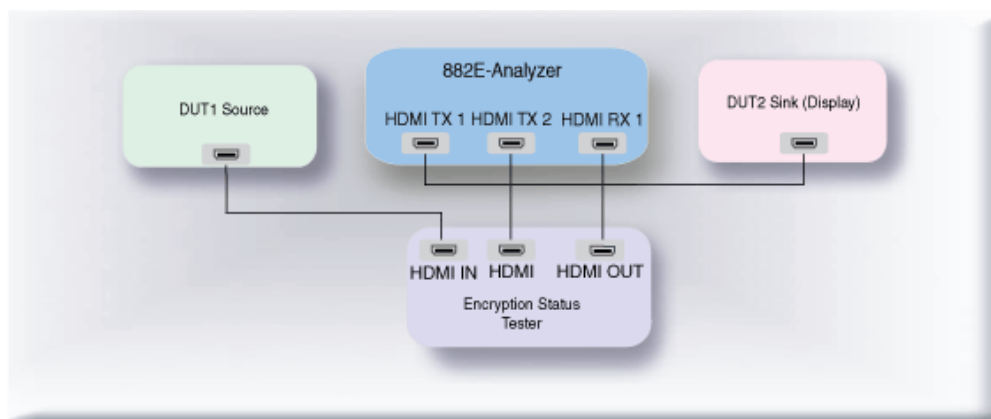 882E-Analyzer
DUT1 Source
DUT2 Sink (Display)
HDMI TX 1 HDMI TX 2 HDMI RX 1
HDMI IN HDMI HDMI OUT
Encryption Status
Tester